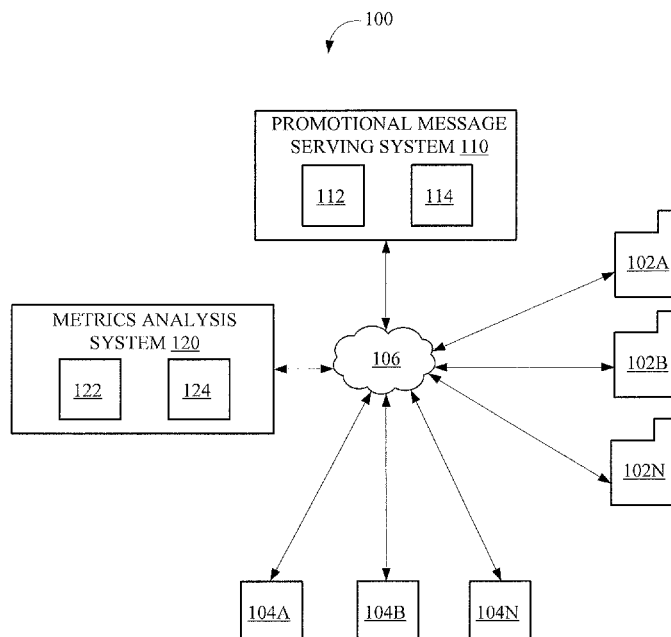 100
PROMOTIONAL MESSAGE
SERVING SYSTEM 110
112
114
102A
METRICS ANALYSIS
SYSTEM 120
122
124
106
102B
102N
104A
104B
104N